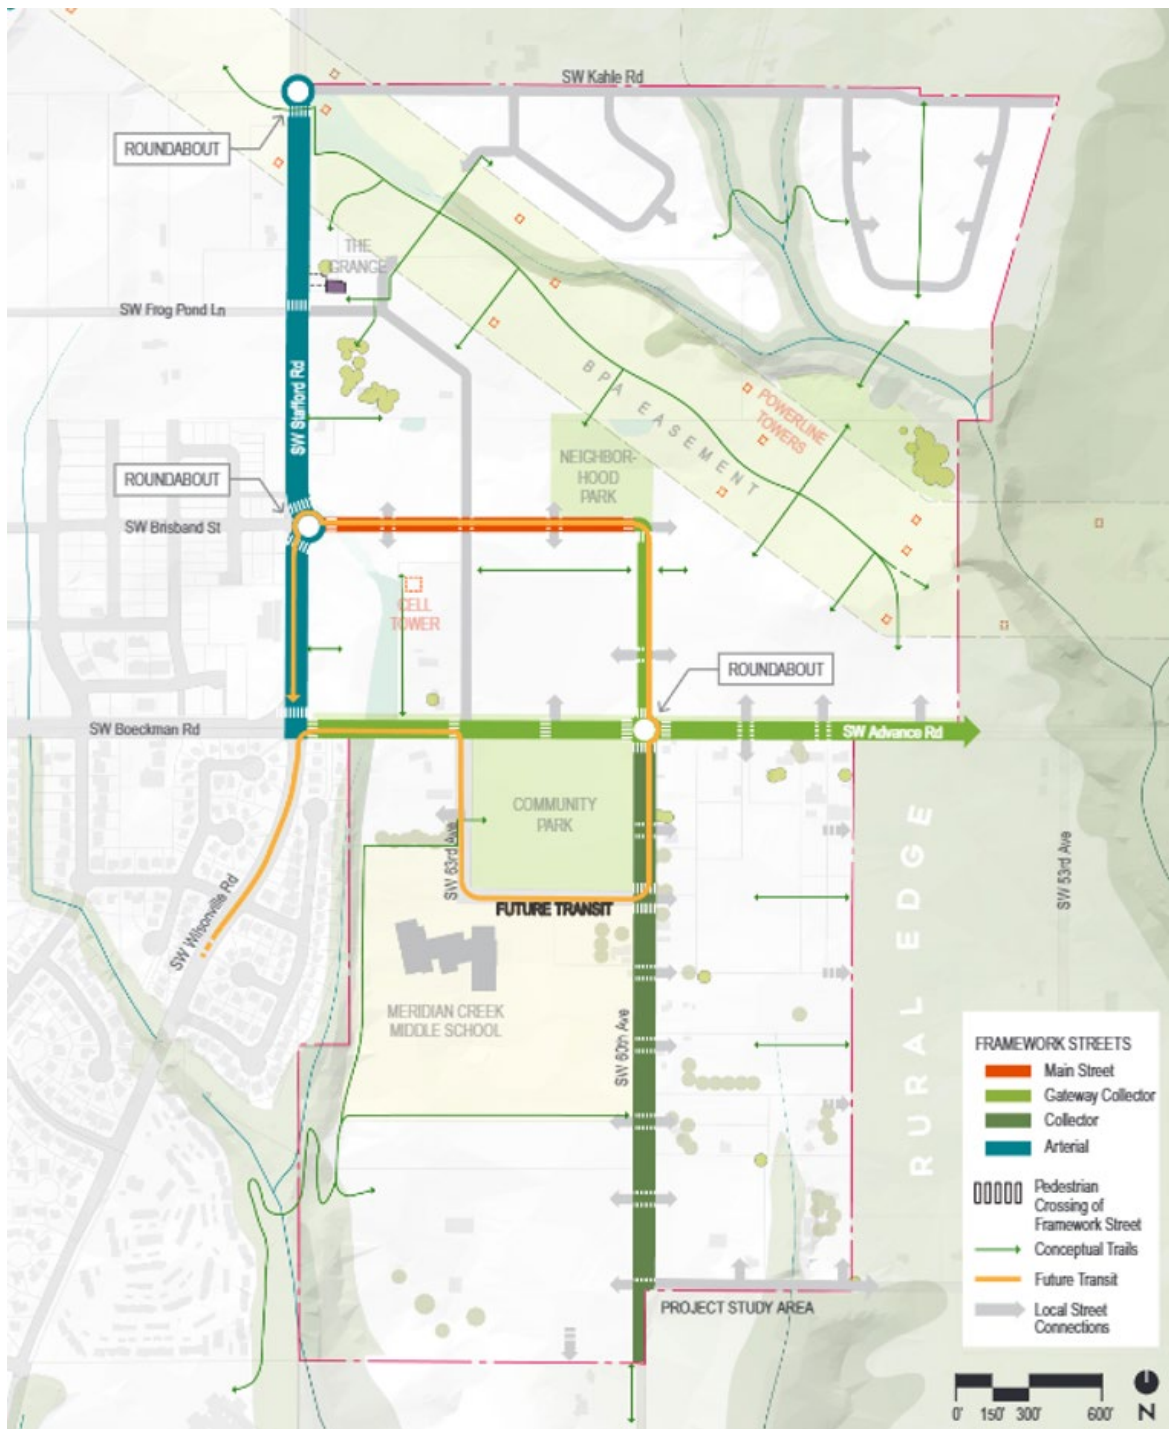 SW Kahle Rd
ROUNDABOUT
THE
GRANGE
SW Frog Pond Ln
SW Stafford Rd
BPA EASEMENT
POWERLINE
TOWERS
NEIGHBOR-
HOOD
PARK
ROUNDABOUT
SW Brisband St
CELL
TOWER
ROUNDABOUT
SW Boeckman Rd
SW Advance Rd
COMMUNITY
PARK
SW 63rd Ave
SW 53rd Ave
RURAL EDGE
FUTURE TRANSIT
SW Wilsonville Rd
MERIDIAN CREEK
MIDDLE SCHOOL
SW 60th Ave
PROJECT STUDY AREA
FRAMEWORK STREETS
Main Street
Gateway Collector
Collector
Arterial
Pedestrian
Crossing of
Framework Street
Conceptual Trails
Future Transit
Local Street
Connections
0' 150' 300' 600'
N